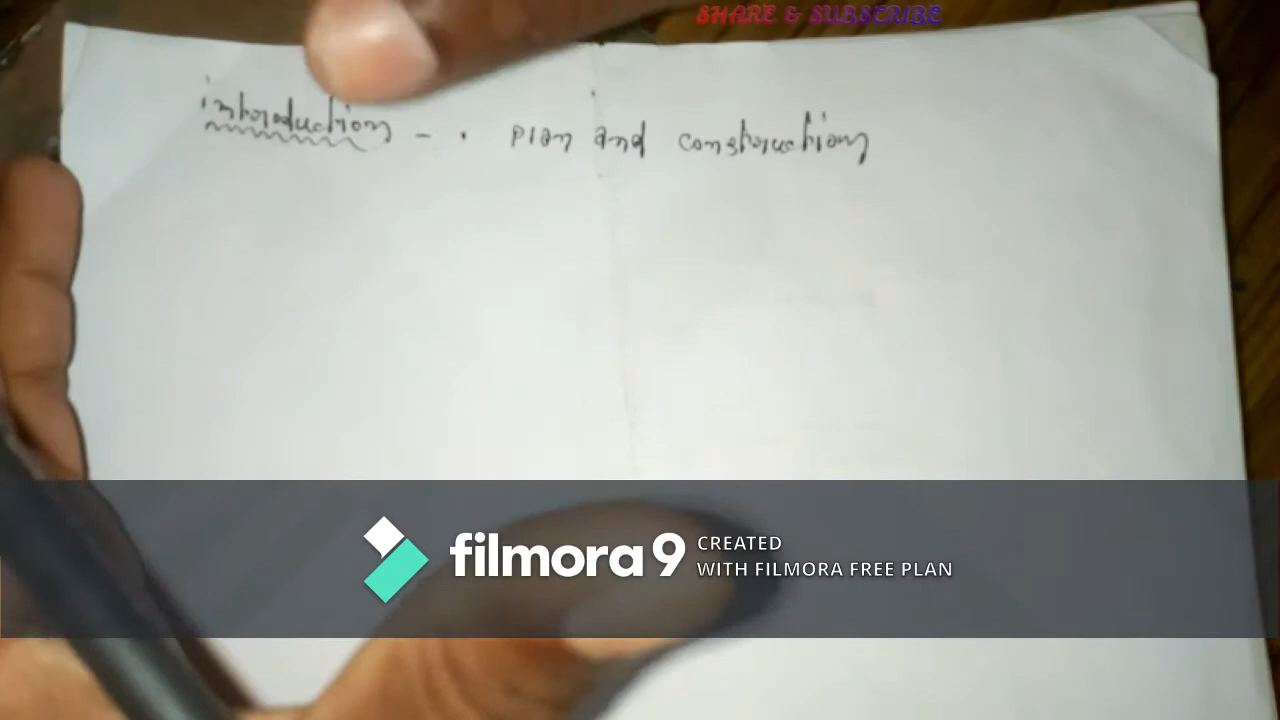 SHARE & SUBSCRIBE
introduction - . plan and construction
filmora 9 CREATED
WITH FILMORA FREE PLAN